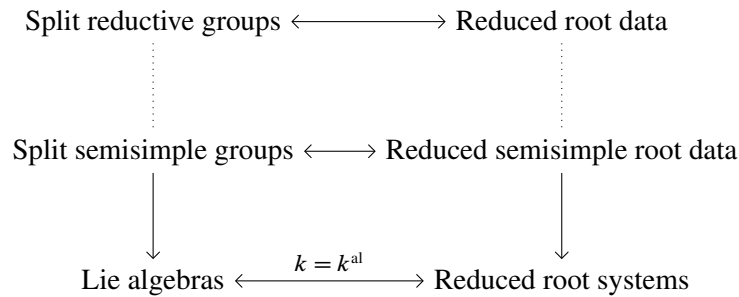 Split reductive groups Reduced root data
Split semisimple groups Reduced semisimple root data
k = k^al
Lie algebras Reduced root systems